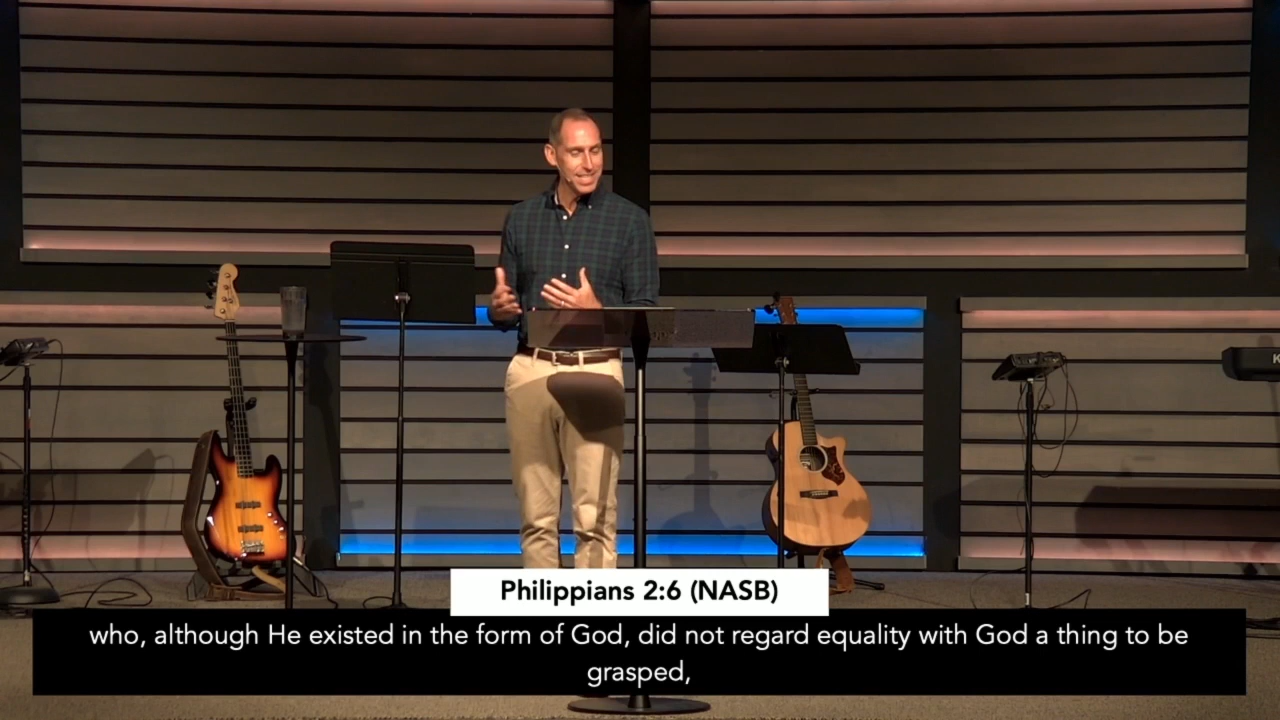 Philippians 2:6 (NASB)
who, although He existed in the form of God, did not regard equality with God a thing to be
grasped,